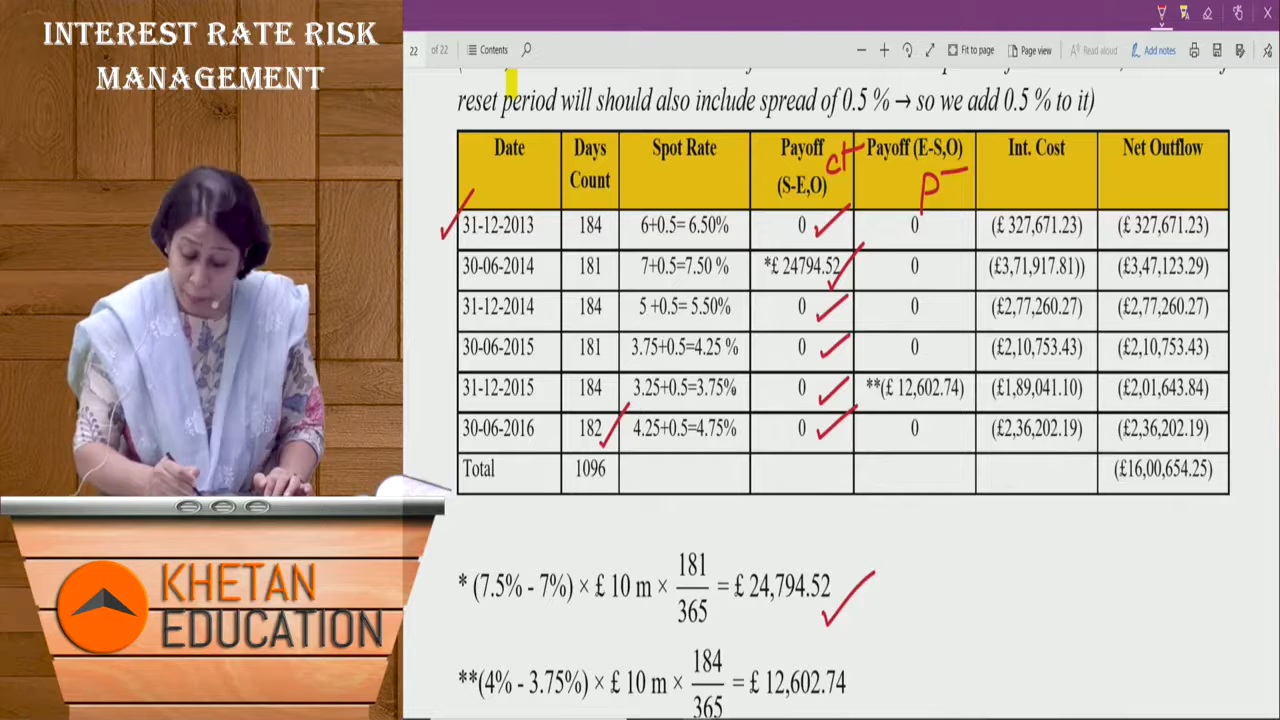 INTEREST RATE RISK
MANAGEMENT
22 of 22 Contents Fit to page Page view Read aloud Add notes
reset period will should also include spread of 0.5 % → so we add 0.5 % to it)
Date Days Count Spot Rate Payoff (S-E,O) Payoff (E-S,O) Int. Cost Net Outflow
P
31-12-2013 184 6+0.5= 6.50% 0 0 (£ 327,671.23) (£ 327,671.23)
30-06-2014 181 7+0.5=7.50 % *£ 24794.52 0 (£3,71,917.81)) (£3,47,123.29)
31-12-2014 184 5 +0.5= 5.50% 0 0 (£2,77,260.27) (£2,77,260.27)
30-06-2015 181 3.75+0.5=4.25 % 0 0 (£2,10,753.43) (£2,10,753.43)
31-12-2015 184 3.25+0.5=3.75% 0 **(£ 12,602.74) (£1,89,041.10) (£2,01,643.84)
30-06-2016 182 4.25+0.5=4.75% 0 0 (£2,36,202.19) (£2,36,202.19)
Total 1096 (£16,00,654.25)
* (7.5% - 7%) × £ 10 m × 181/365 = £ 24,794.52
**(4% - 3.75%) × £ 10 m × 184/365 = £ 12,602.74
KHETAN
EDUCATION